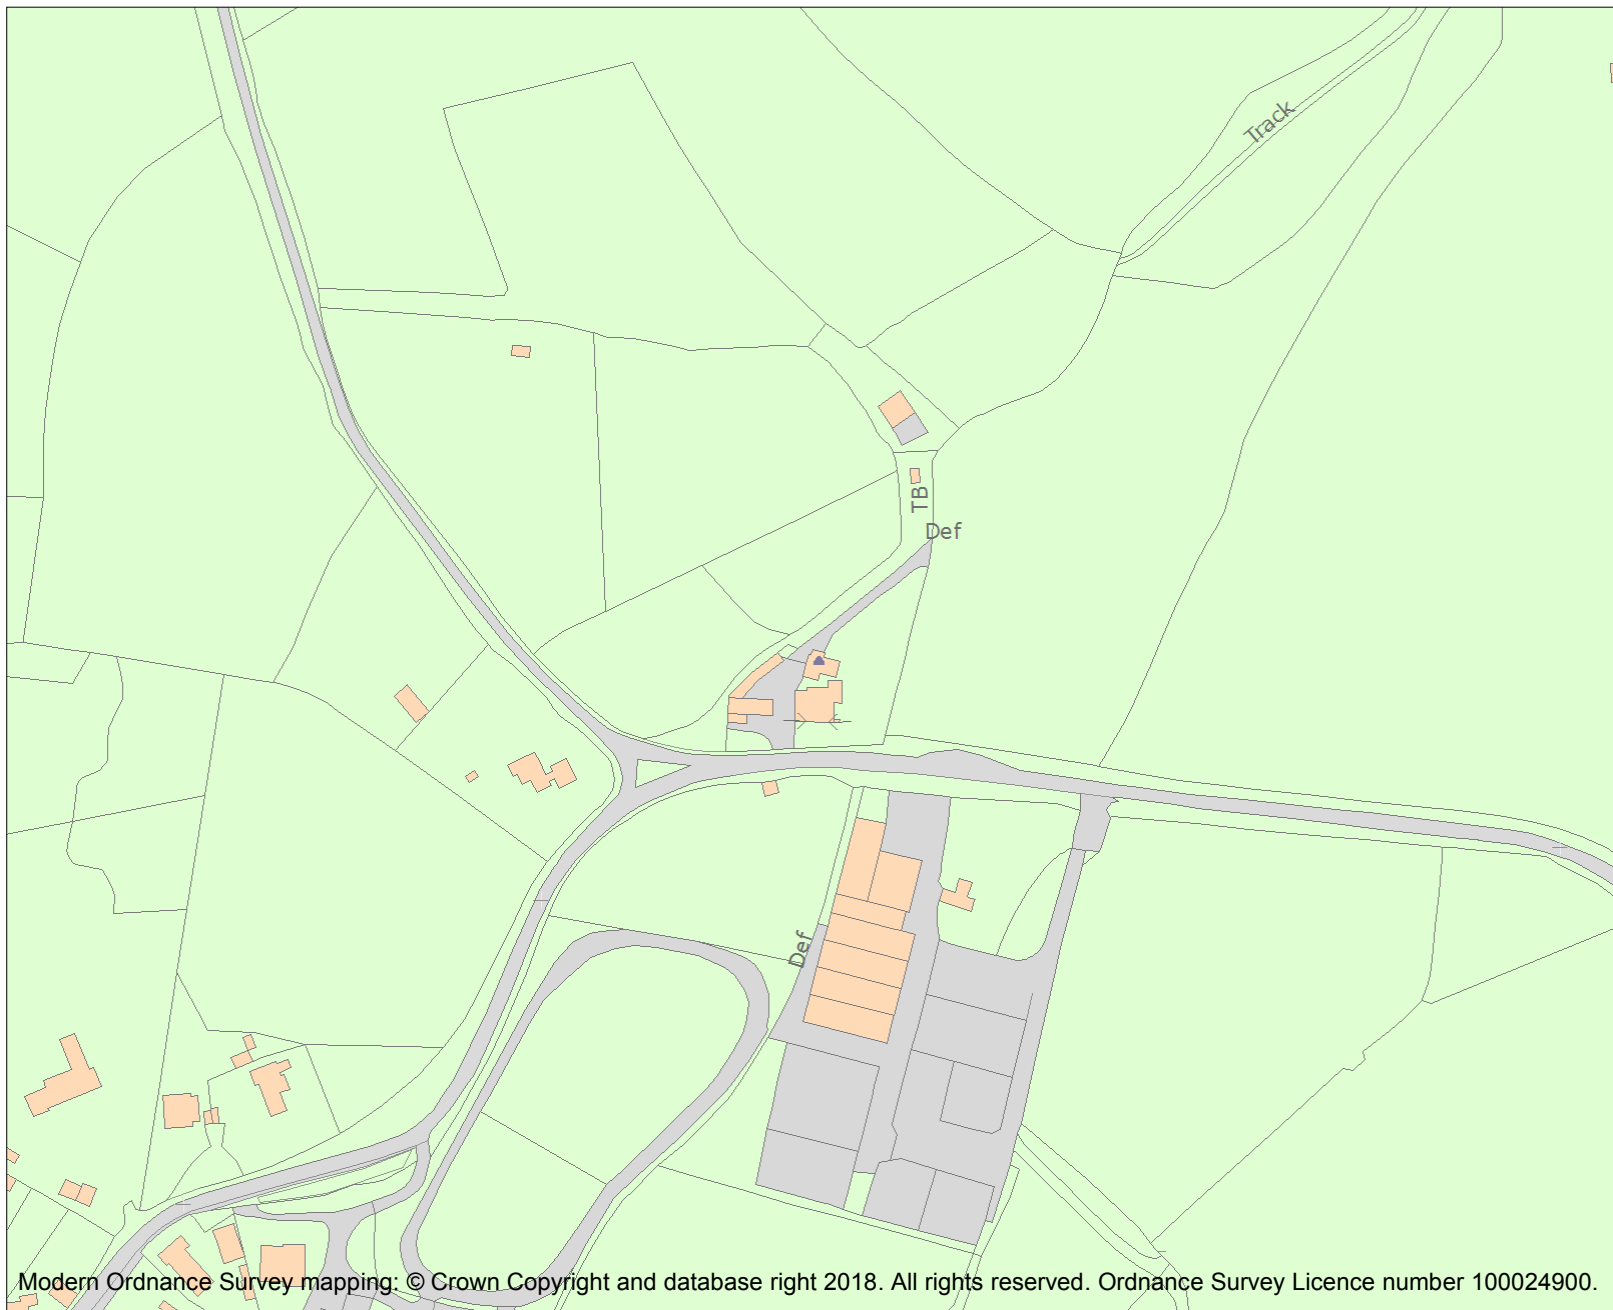 Track
TB
Def
Def
Modern Ordnance Survey mapping: © Crown Copyright and database right 2018. All rights reserved. Ordnance Survey Licence number 100024900.